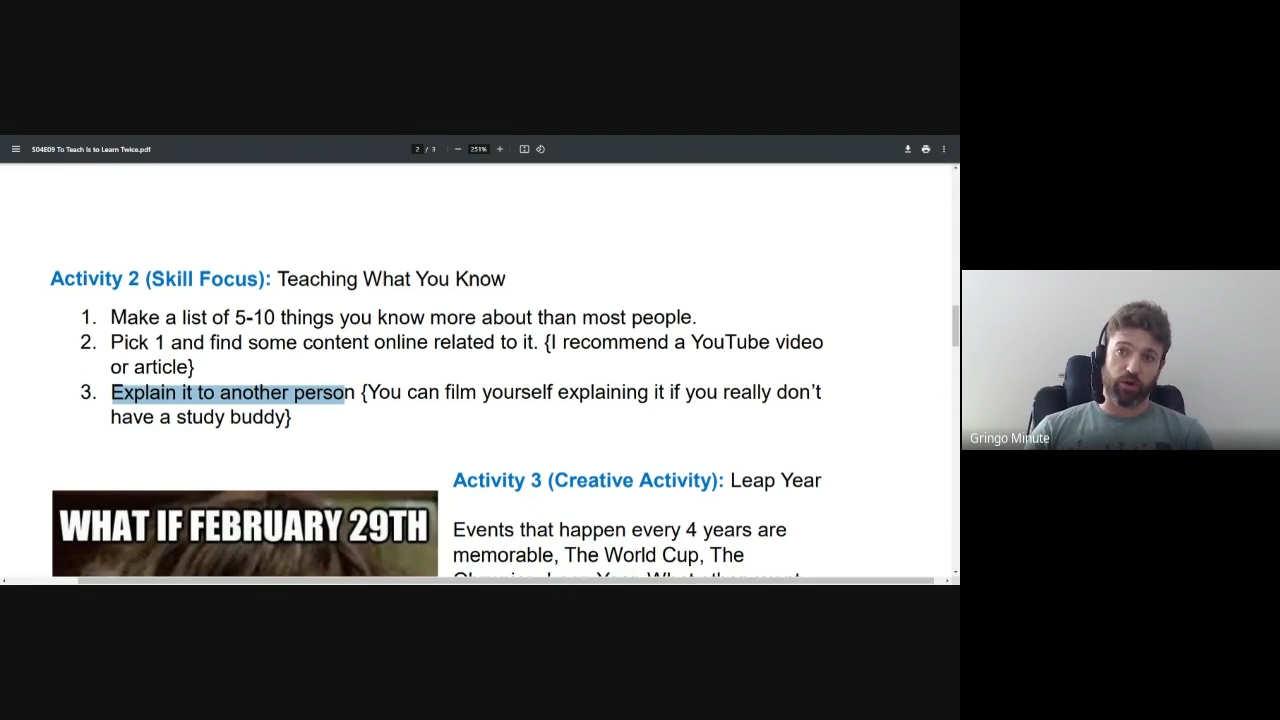 S04E09 To Teach Is to Learn Twice.pdf
2 / 3
251%
Activity 2 (Skill Focus): Teaching What You Know
1. Make a list of 5-10 things you know more about than most people.
2. Pick 1 and find some content online related to it. {I recommend a YouTube video
or article}
3. Explain it to another person {You can film yourself explaining it if you really don’t
have a study buddy}
WHAT IF FEBRUARY 29TH
Activity 3 (Creative Activity): Leap Year
Events that happen every 4 years are
memorable, The World Cup, The
Gringo Minute